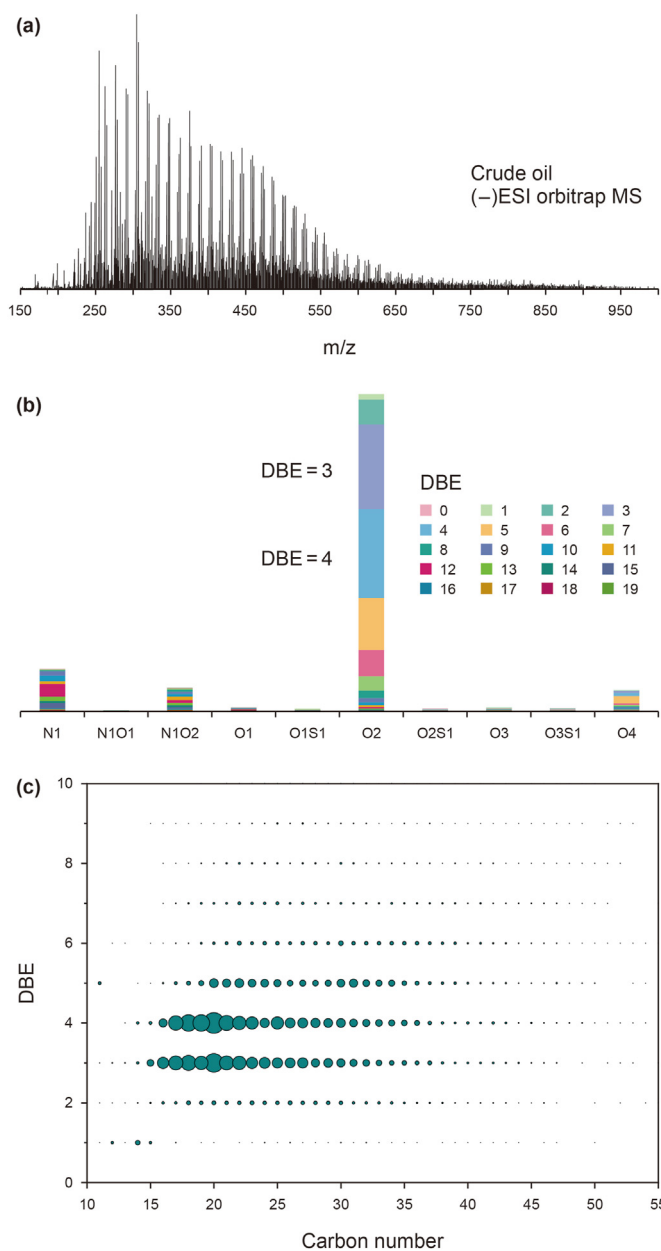 (a)
Crude oil
(–)ESI orbitrap MS
150 250 350 450 550 650 750 850 950
m/z
(b)
DBE = 3
DBE = 4
DBE
0 1 2 3
4 5 6 7
8 9 10 11
12 13 14 15
16 17 18 19
N1 N1O1 N1O2 O1 O1S1 O2 O2S1 O3 O3S1 O4
(c)
10
8
6
4
2
0
DBE
10 15 20 25 30 35 40 45 50 55
Carbon number